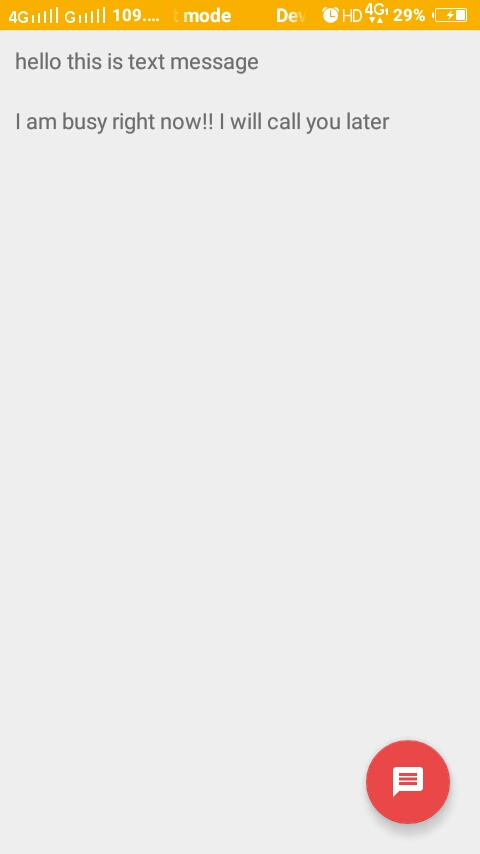 4G G 109.... t mode Dev HD 4G 29%
hello this is text message
I am busy right now!! I will call you later